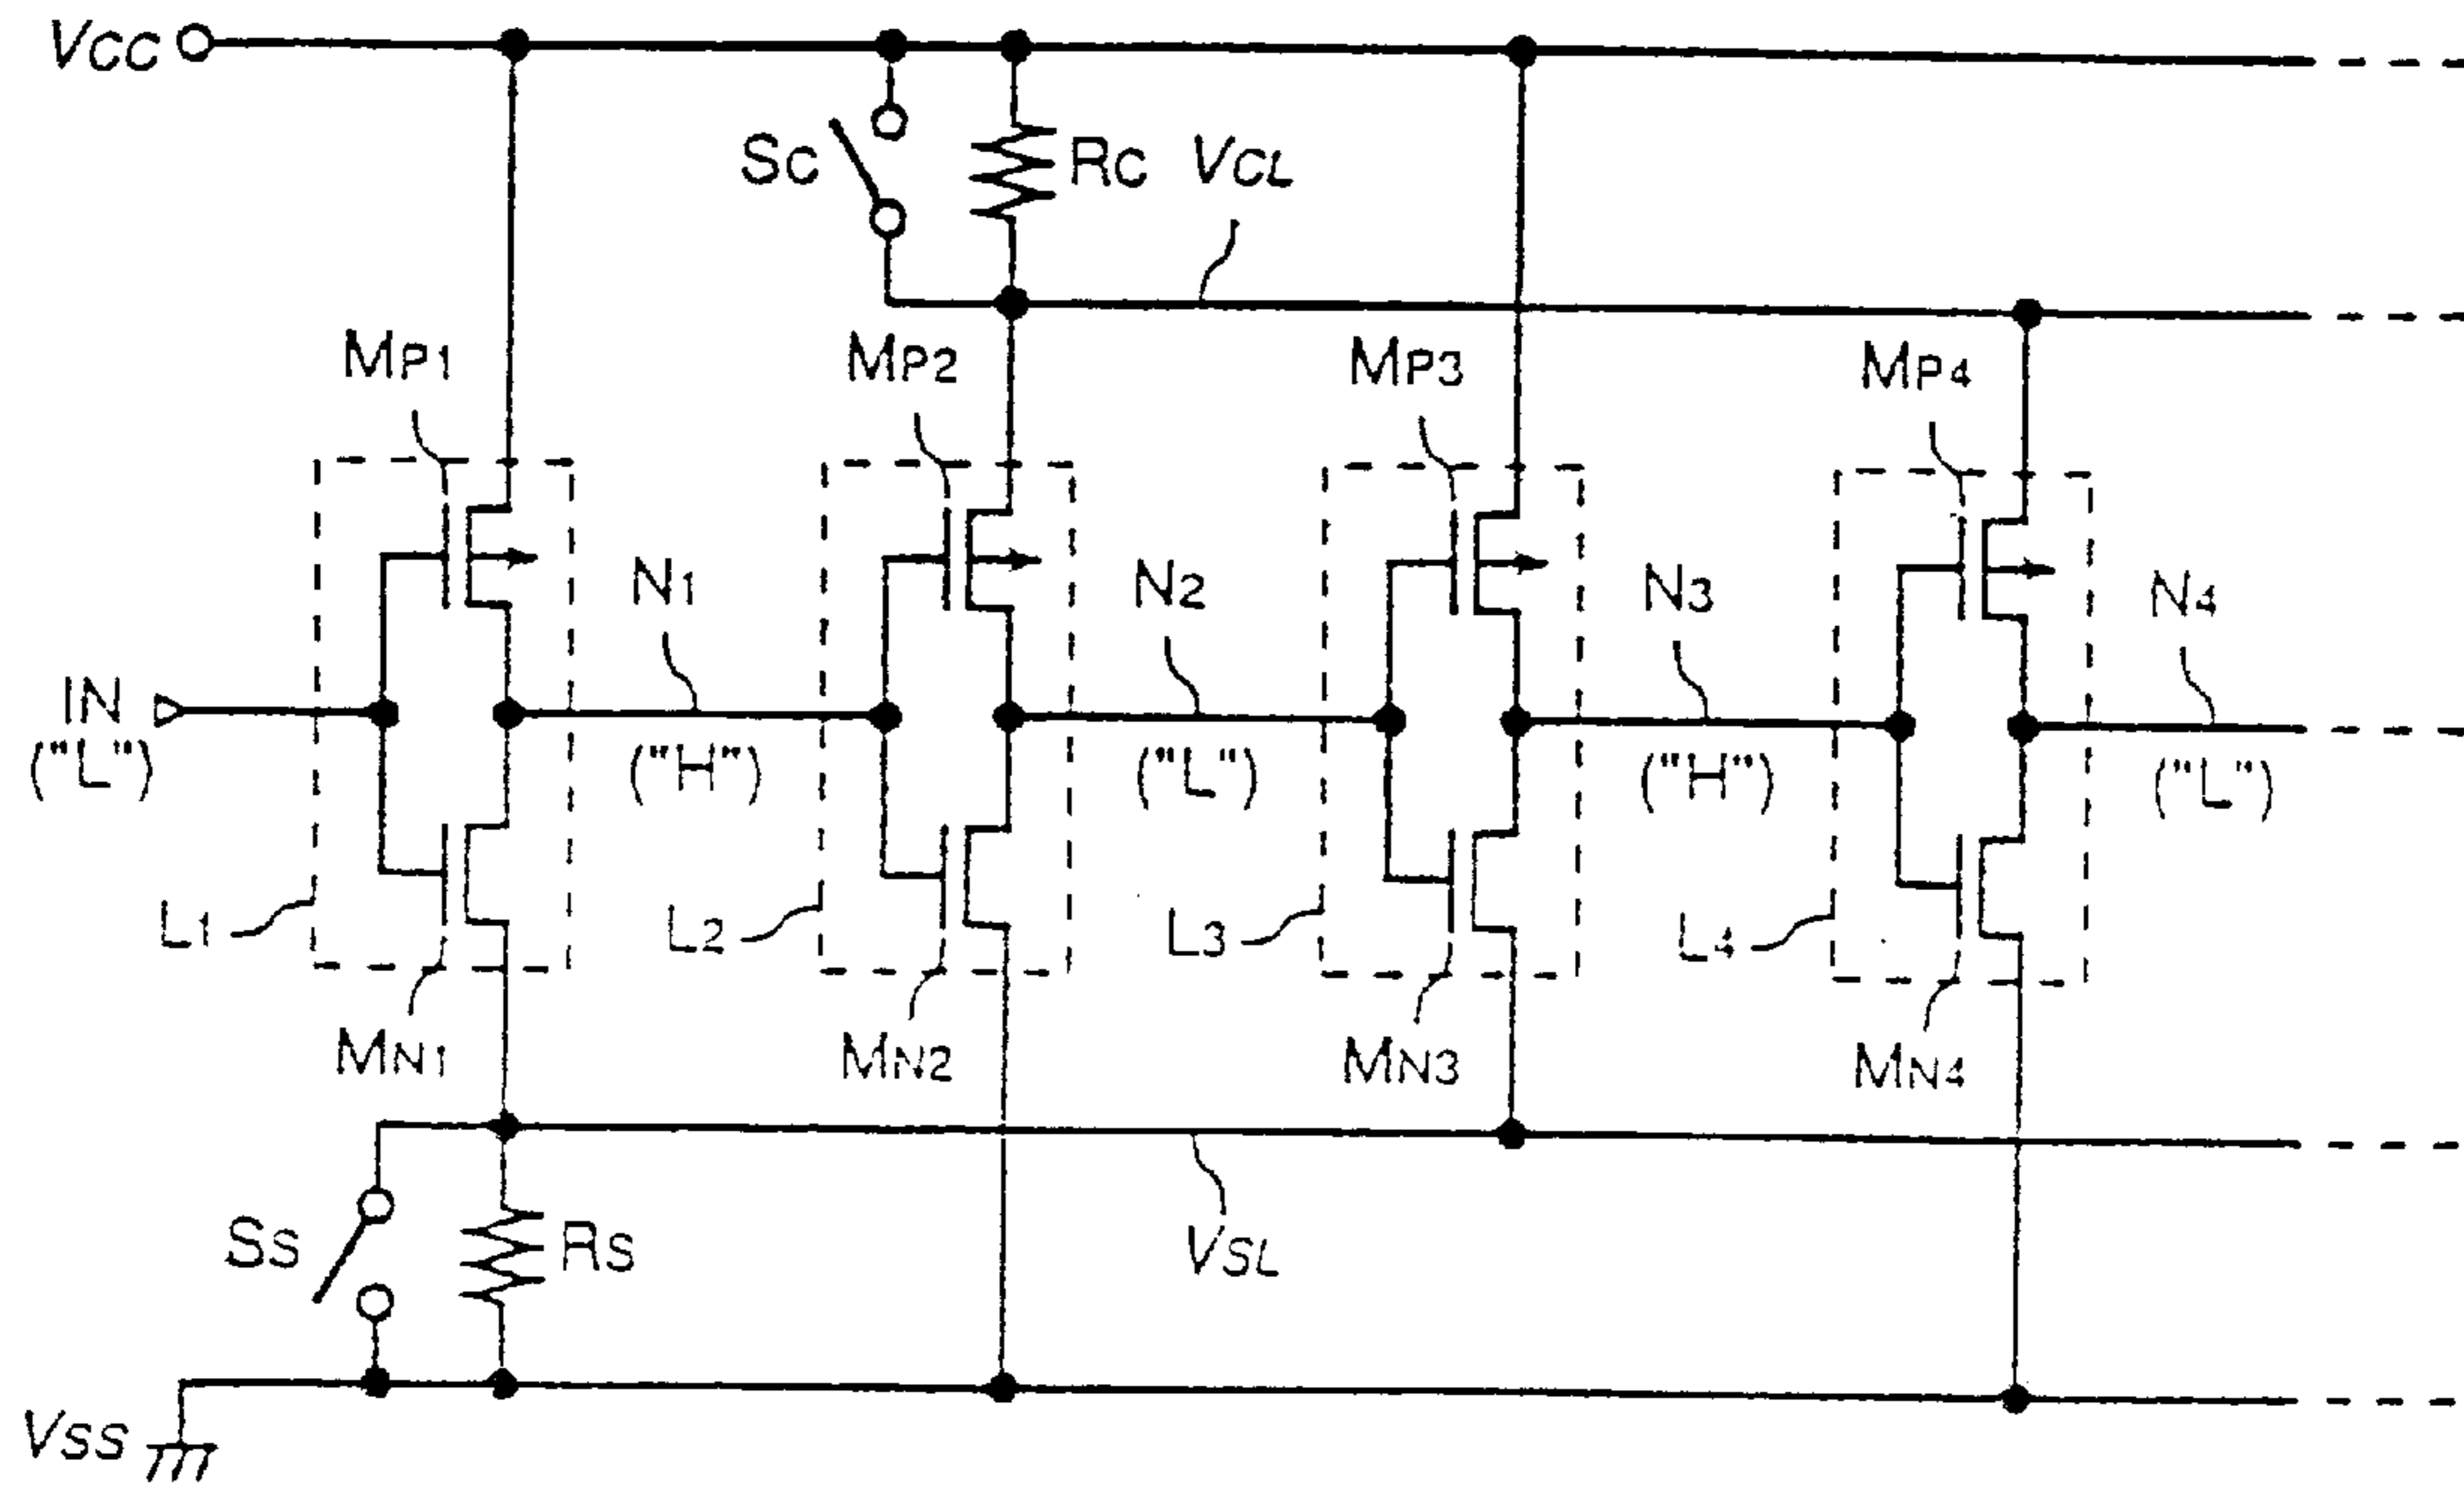 VCC
SC
RC
VCL
MP1
MP2
MP3
MP4
N1
N2
N3
N4
IN
("L")
("H")
("L")
("H")
("L")
L1
L2
L3
L4
MN1
MN2
MN3
MN4
SS
RS
VSL
VSS